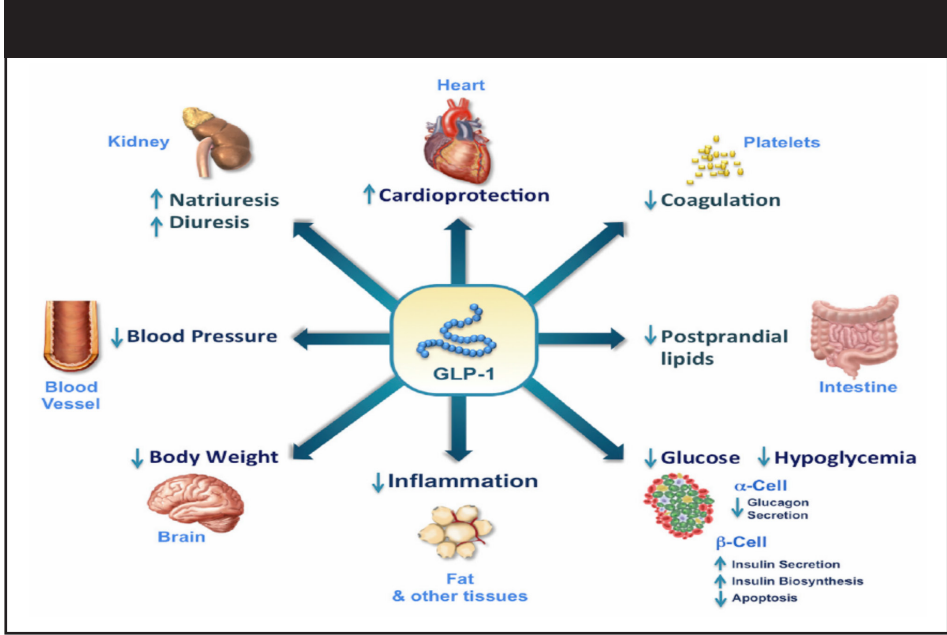 Heart
Kidney
Platelets
↑ Natriuresis
↑ Diuresis
↑ Cardioprotection
↓ Coagulation
↓ Blood Pressure
Blood
Vessel
GLP-1
↓ Postprandial
lipids
Intestine
↓ Body Weight
Brain
↓ Inflammation
Fat
& other tissues
↓ Glucose ↓ Hypoglycemia
α-Cell
↓ Glucagon
Secretion
β-Cell
↑ Insulin Secretion
↑ Insulin Biosynthesis
↓ Apoptosis